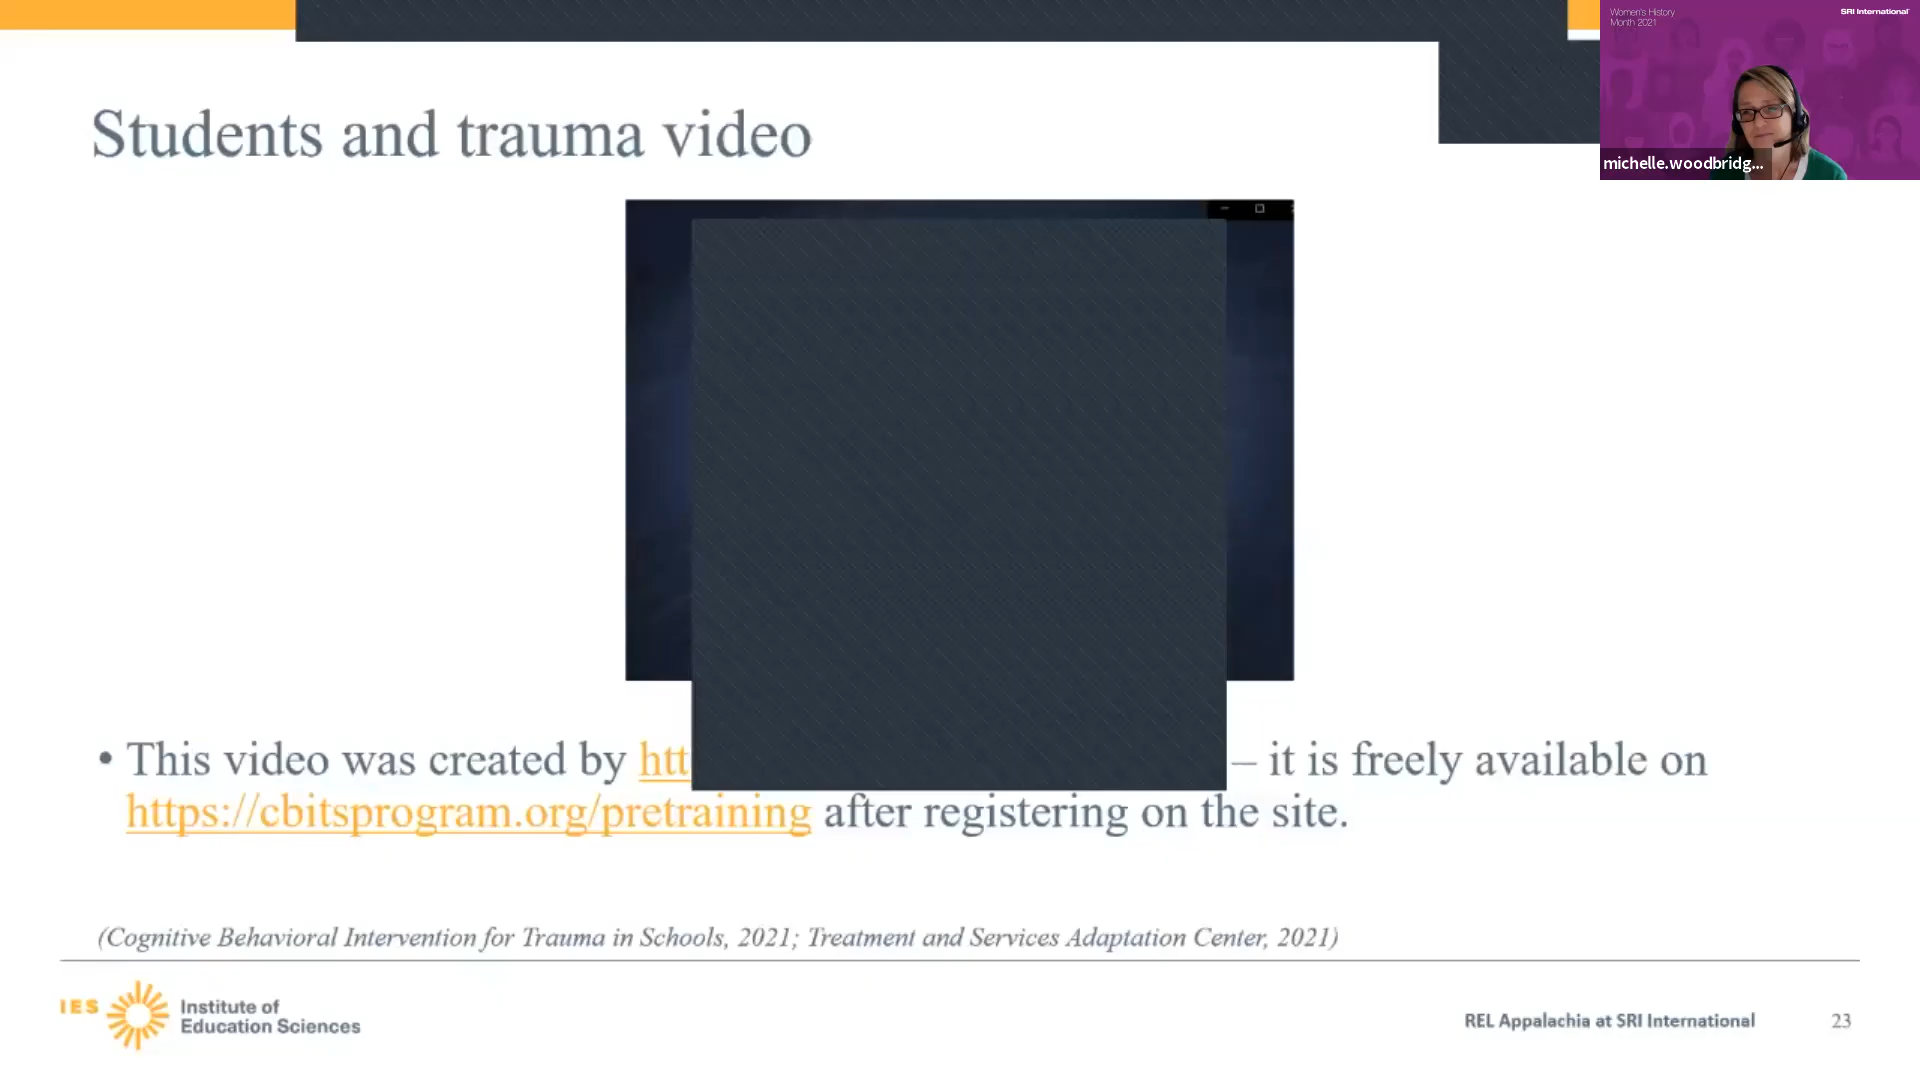 Women's History
Month 2021
SRI International
michelle.woodbridg...
Students and trauma video
• This video was created by htt – it is freely available on
https://cbitsprogram.org/pretraining after registering on the site.
(Cognitive Behavioral Intervention for Trauma in Schools, 2021; Treatment and Services Adaptation Center, 2021)
IES
Institute of
Education Sciences
REL Appalachia at SRI International
23